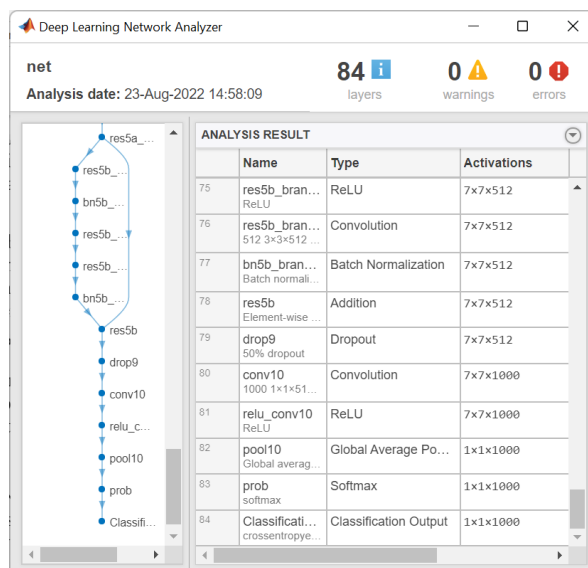 Deep Learning Network Analyzer
net
Analysis date: 23-Aug-2022 14:58:09
84 i
layers
0
warnings
0
errors
res5a_...
res5b_...
bn5b_...
res5b_...
res5b_...
bn5b_...
res5b
drop9
conv10
relu_c...
pool10
prob
Classifi...
ANALYSIS RESULT
Name Type Activations
75 res5b_bran... ReLU 7×7×512
ReLU
76 res5b_bran... Convolution 7×7×512
512 3×3×512 ...
77 bn5b_bran... Batch Normalization 7×7×512
Batch normali...
78 res5b Addition 7×7×512
Element-wise ...
79 drop9 Dropout 7×7×512
50% dropout
80 conv10 Convolution 7×7×1000
1000 1×1×51...
81 relu_conv10 ReLU 7×7×1000
ReLU
82 pool10 Global Average Po... 1×1×1000
Global averag...
83 prob Softmax 1×1×1000
softmax
84 Classificati... Classification Output 1×1×1000
crossentropye...